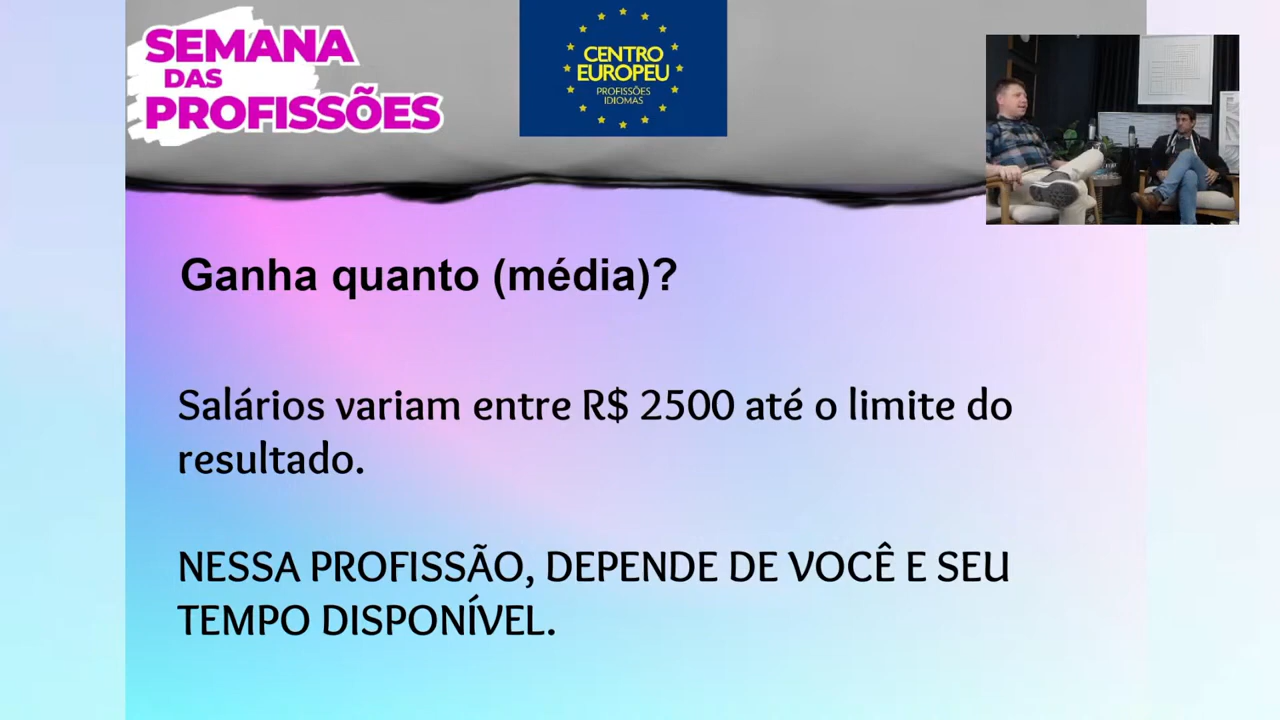 SEMANA
DAS
PROFISSÕES
CENTRO
EUROPEU
PROFISSÕES
IDIOMAS
Ganha quanto (média)?
Salários variam entre R$ 2500 até o limite do
resultado.
NESSA PROFISSÃO, DEPENDE DE VOCÊ E SEU
TEMPO DISPONÍVEL.